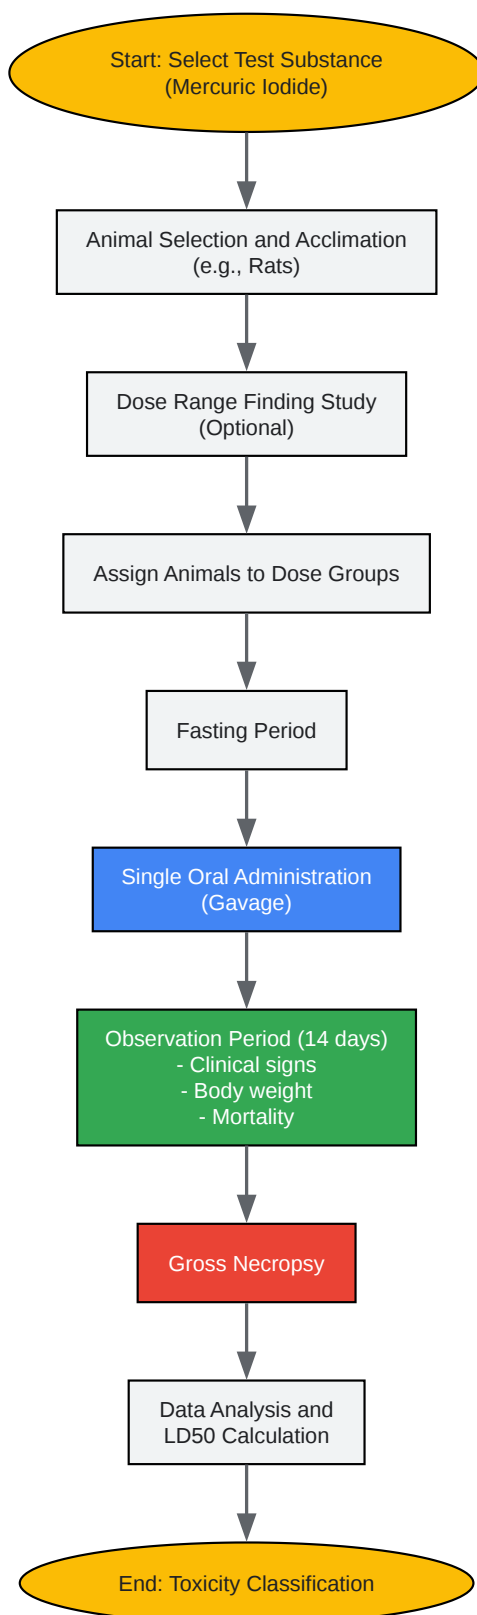 Start: Select Test Substance
(Mercuric Iodide)
Animal Selection and Acclimation
(e.g., Rats)
Dose Range Finding Study
(Optional)
Assign Animals to Dose Groups
Fasting Period
Single Oral Administration
(Gavage)
Observation Period (14 days)
- Clinical signs
- Body weight
- Mortality
Gross Necropsy
Data Analysis and
LD50 Calculation
End: Toxicity Classification